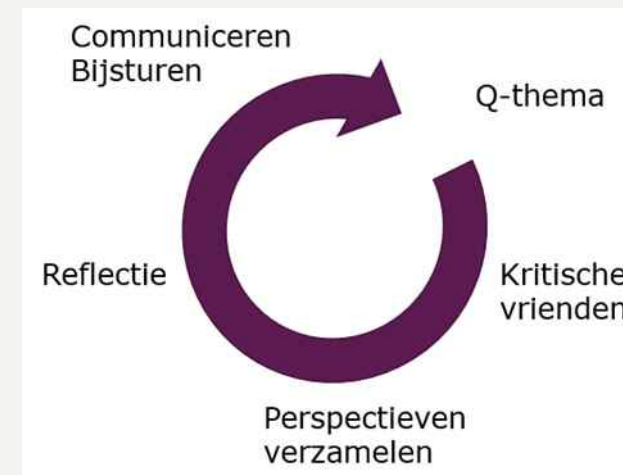 Communiceren
Bijsturen
Q-thema
Kritische
vrienden
Perspectieven
verzamelen
Reflectie